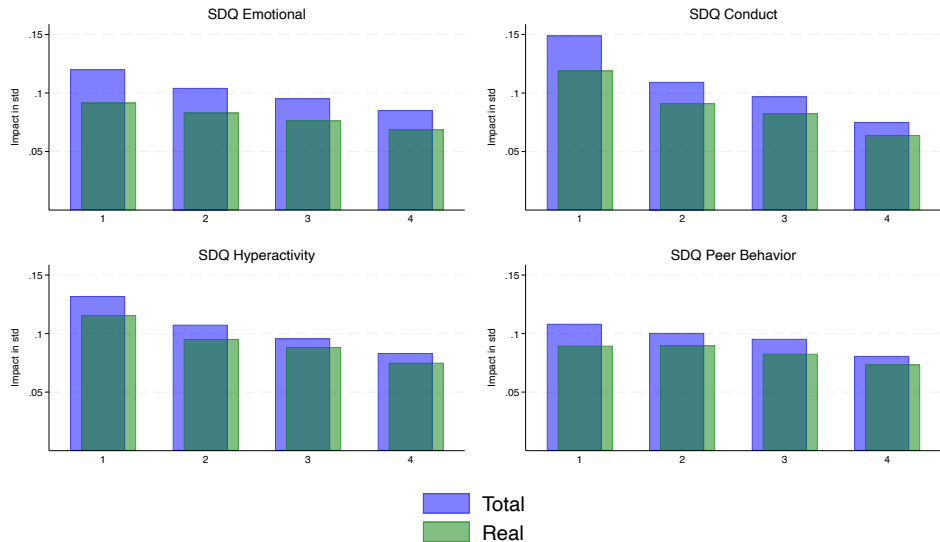 SDQ Emotional
Impact in std
.15
.1
.05
1 2 3 4
SDQ Conduct
Impact in std
.15
.1
.05
1 2 3 4
SDQ Hyperactivity
Impact in std
.15
.1
.05
1 2 3 4
SDQ Peer Behavior
Impact in std
.15
.1
.05
1 2 3 4
Total
Real